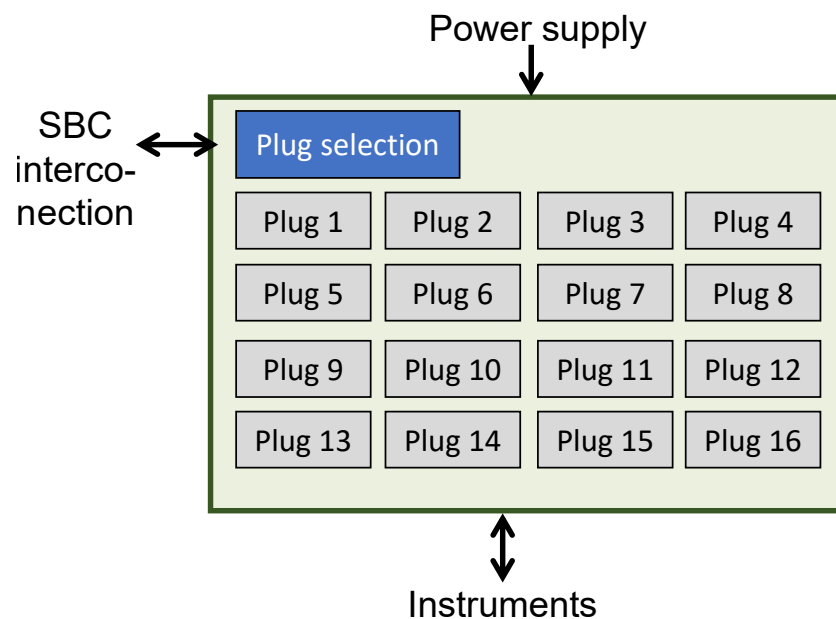 Power supply
SBC
interco-
nection
Plug selection
Plug 1 Plug 2 Plug 3 Plug 4
Plug 5 Plug 6 Plug 7 Plug 8
Plug 9 Plug 10 Plug 11 Plug 12
Plug 13 Plug 14 Plug 15 Plug 16
Instruments